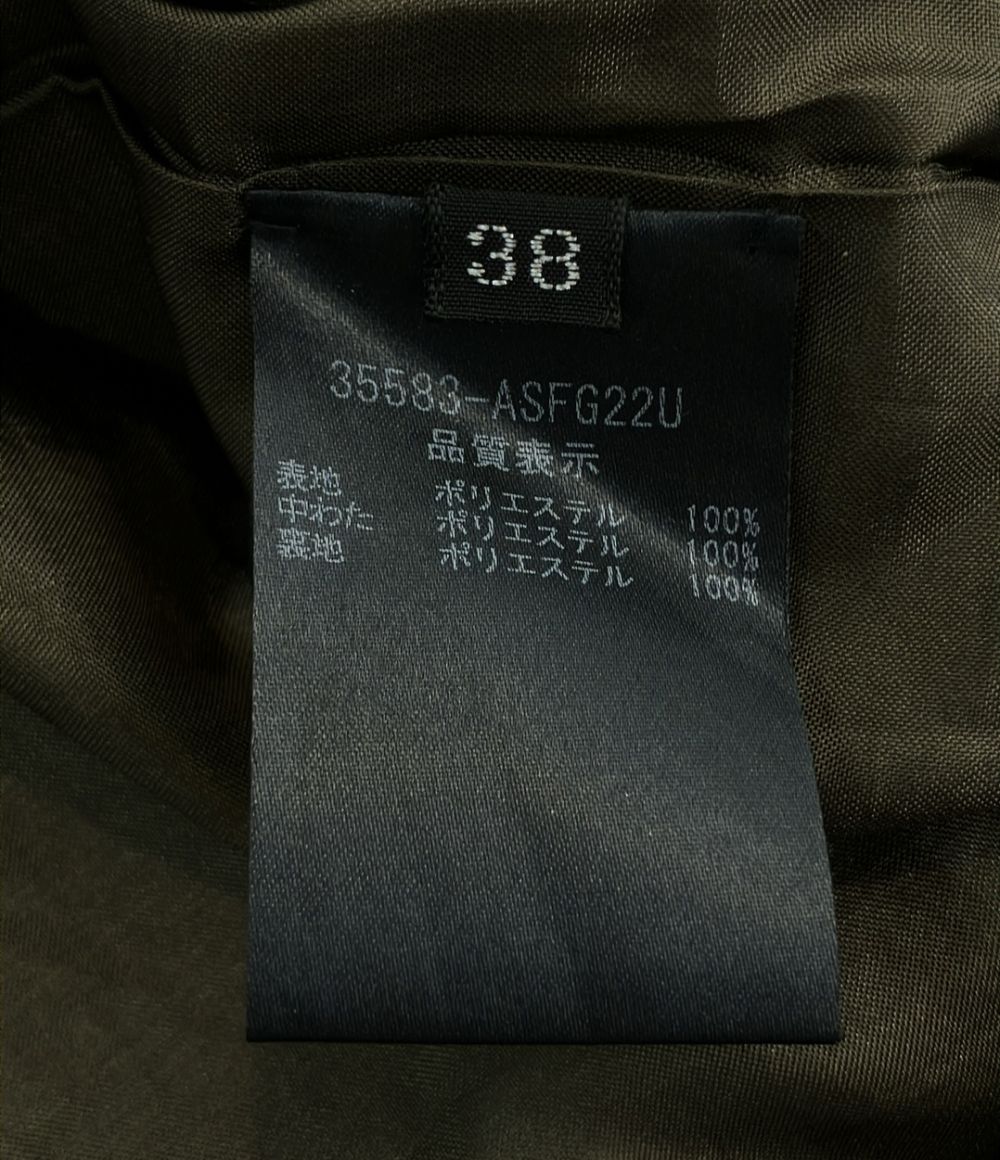 38
35583-ASFG22U
品質表示
表地 ポリエステル 100%
中わた ポリエステル 100%
裏地 ポリエステル 100%